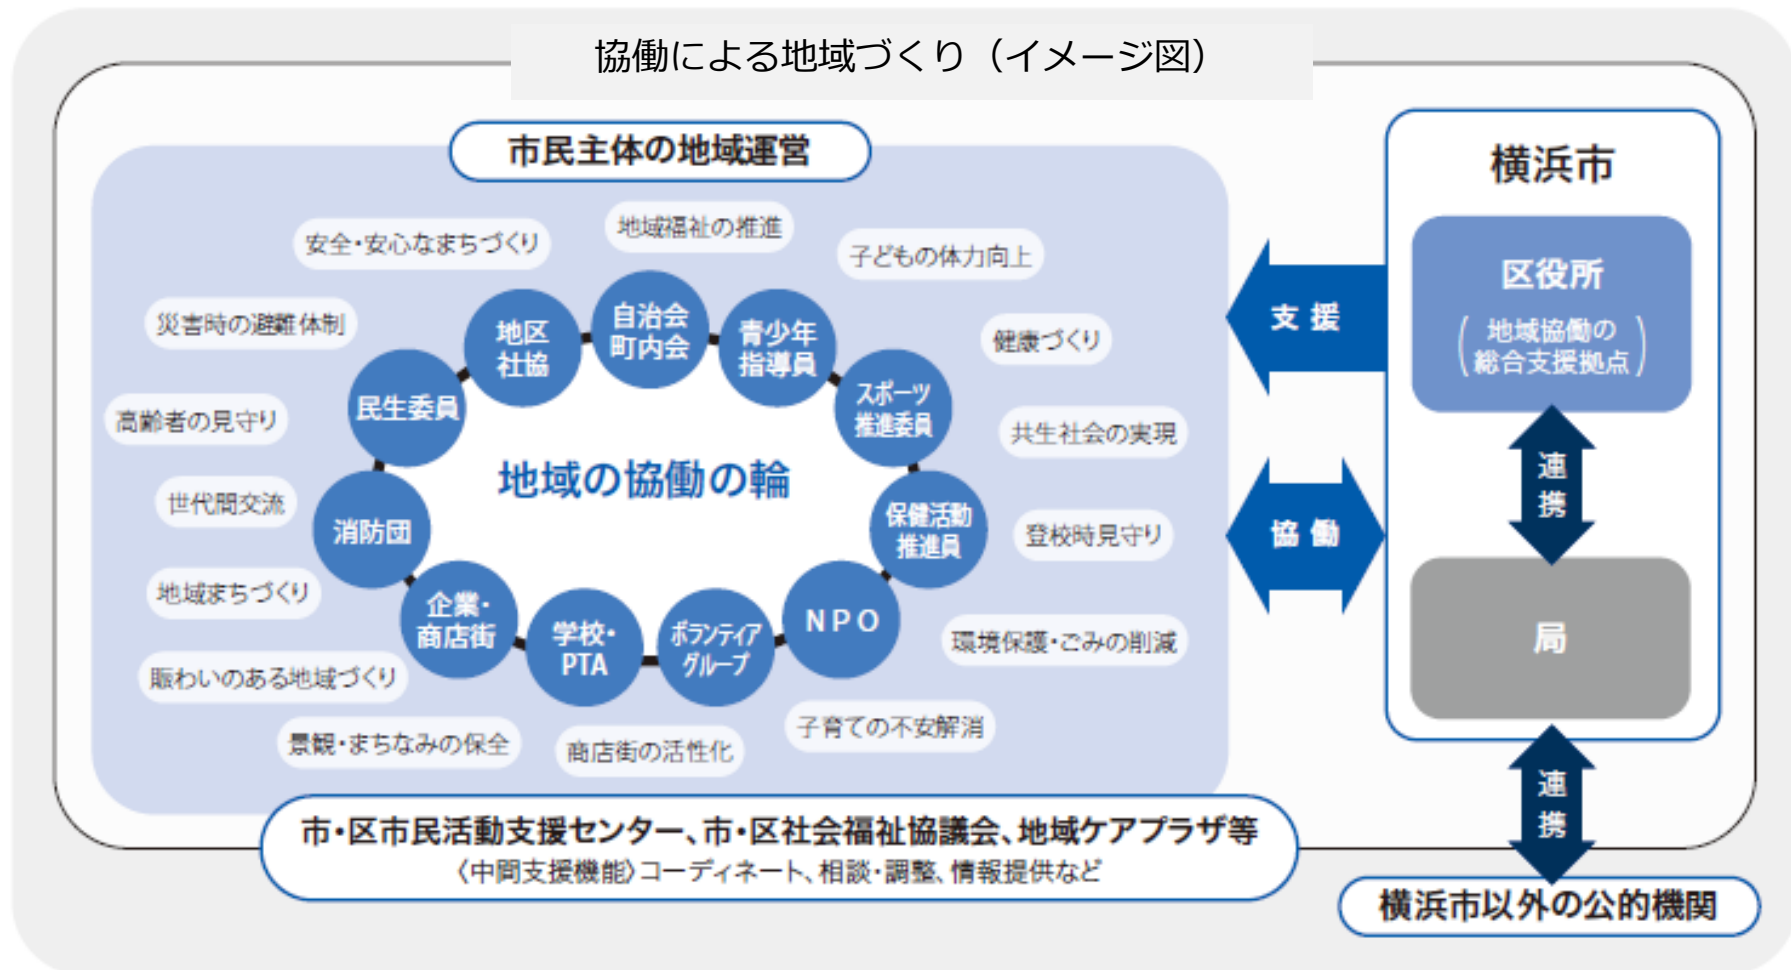 協働による地域づくり（イメージ図）
市民主体の地域運営
安全・安心なまちづくり
地域福祉の推進
子どもの体力向上
災害時の避難体制
健康づくり
高齢者の見守り
共生社会の実現
世代間交流
登校時見守り
地域まちづくり
環境保護・ごみの削減
賑わいのある地域づくり
子育ての不安解消
景観・まちなみの保全
商店街の活性化
地区
社協
自治会
町内会
青少年
指導員
スポーツ
推進委員
保健活動
推進員
NPO
ボランティア
グループ
学校・
PTA
企業・
商店街
消防団
民生委員
地域の協働の輪
支援
協働
横浜市
区役所
（地域協働の
総合支援拠点）
連携
局
連携
横浜市以外の公的機関
市・区市民活動支援センター、市・区社会福祉協議会、地域ケアプラザ等
〈中間支援機能〉コーディネート、相談・調整、情報提供など